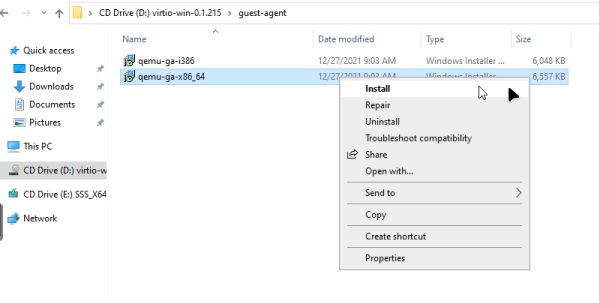 CD Drive (D:) virtio-win-0.1.215 > guest-agent
Name Date modified Type Size
Quick access
Desktop
Downloads
Documents
Pictures
This PC
CD Drive (D:) virtio-w
CD Drive (E:) SSS_X64
Network
qemu-ga-i386 12/27/2021 9:03 AM Windows Installer ... 6,048 KB
qemu-ga-x86_64 12/27/2021 9:03 AM Windows Installer 6,557 KB
Install
Repair
Uninstall
Troubleshoot compatibility
Share
Open with...
Send to
Copy
Create shortcut
Properties